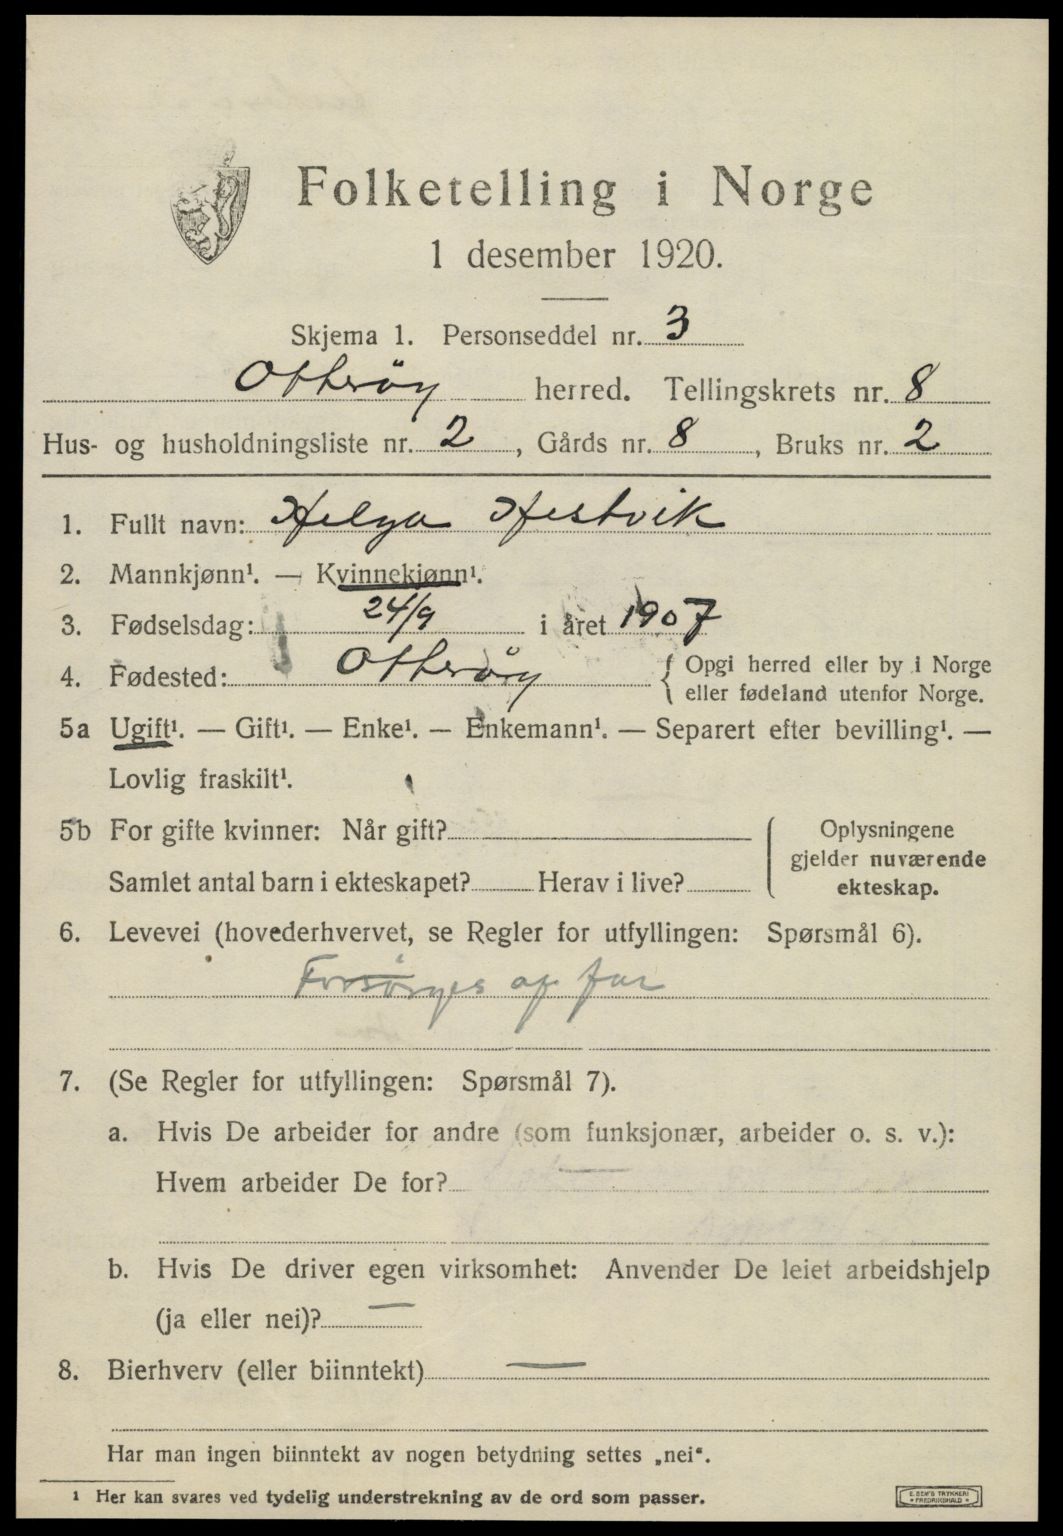 Folketelling i Norge
1 desember 1920.
Skjema 1. Personseddel nr. 3
Otterøy herred. Tellingskrets nr. 8
Hus- og husholdningsliste nr. 2, Gårds nr. 8, Bruks nr. 2
1. Fullt navn: Helga Hestvik
2. Mannkjønn¹. — Kvinnekjønn¹.
3. Fødselsdag: 24/9 i året 1907
4. Fødested: Otterøy { Opgi herred eller by i Norge
eller fødeland utenfor Norge.
5a Ugift¹. — Gift¹. — Enke¹. — Enkemann¹. — Separert efter bevilling¹. —
Lovlig fraskilt¹.
5b For gifte kvinner: Når gift?
Samlet antal barn i ekteskapet? Herav i live?
Oplysningene
gjelder nuværende
ekteskap.
6. Levevei (hovederhvervet, se Regler for utfyllingen: Spørsmål 6).
Forsørges af far
7. (Se Regler for utfyllingen: Spørsmål 7).
a. Hvis De arbeider for andre (som funksjonær, arbeider o. s. v.):
Hvem arbeider De for? —
b. Hvis De driver egen virksomhet: Anvender De leiet arbeidshjelp
(ja eller nei)? —
8. Bierhverv (eller biinntekt) —
Har man ingen biinntekt av nogen betydning settes „nei“.
¹ Her kan svares ved tydelig understrekning av de ord som passer.
E. SEM'S TRYKKERI
• FREDRIKSHALD •